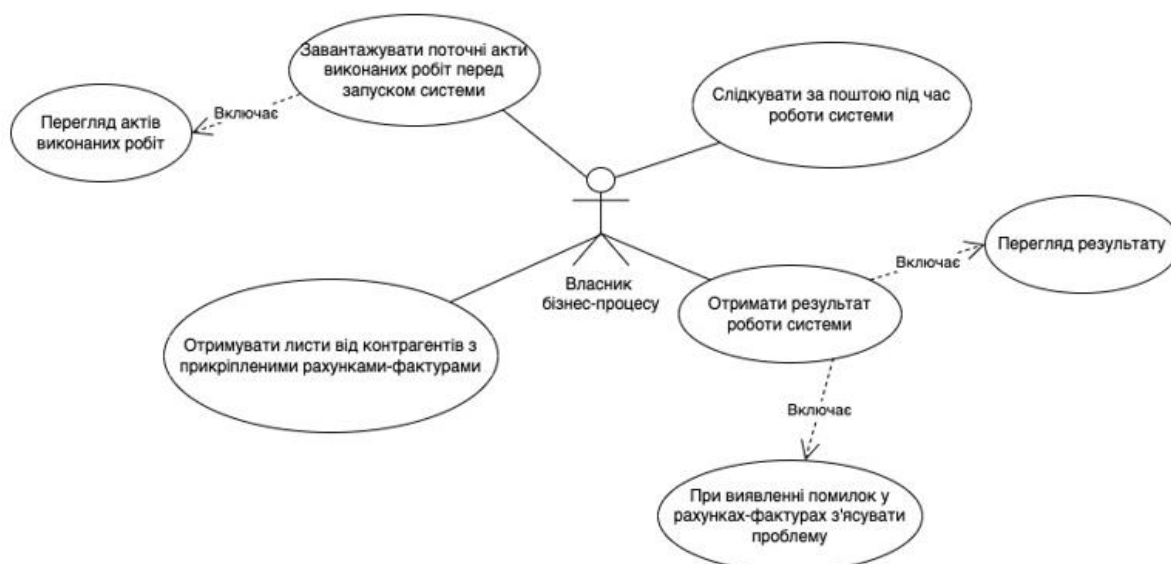 Завантажувати поточні акти
виконаних робіт перед
запуском системи
Включає
Перегляд актів
виконаних робіт
Слідкувати за поштою під час
роботи системи
Власник
бізнес-процесу
Перегляд результату
Включає
Отримати результат
роботи системи
Отримувати листи від контрагентів з
прикріпленими рахунками-фактурами
Включає
При виявленні помилок у
рахунках-фактурах з'ясувати
проблему